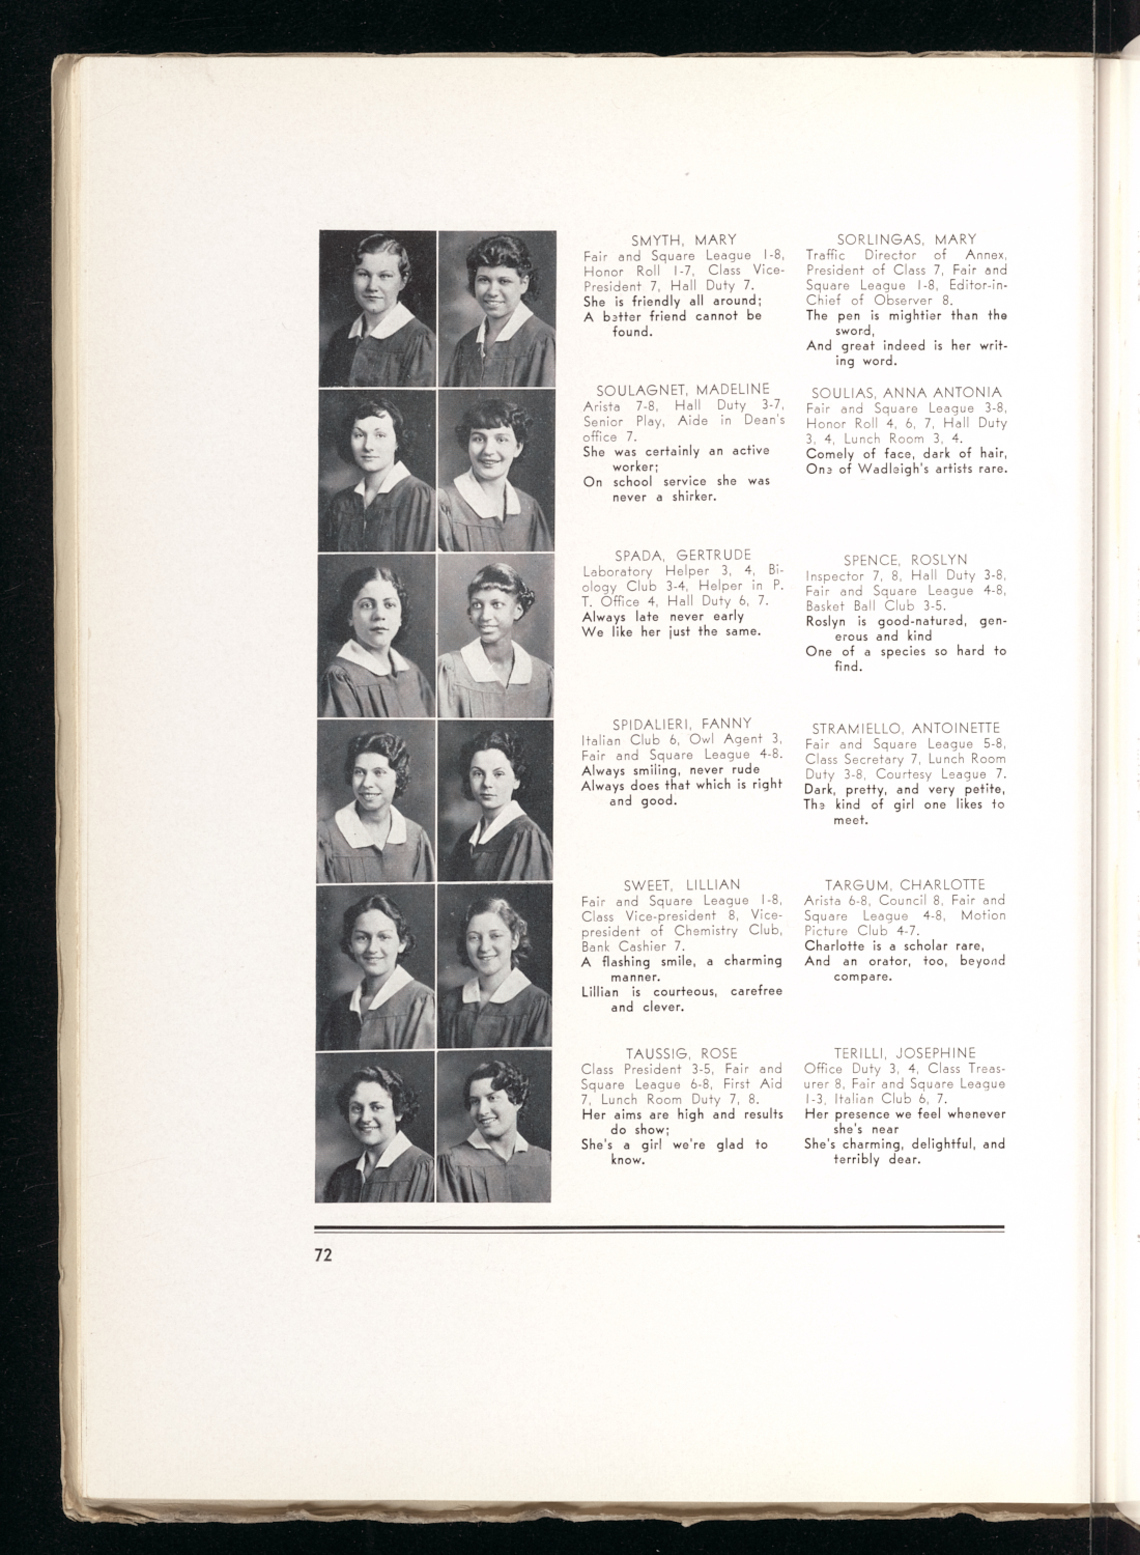 SMYTH, MARY
Fair and Square League 1-8,
Honor Roll 1-7, Class Vice-
President 7, Hall Duty 7.
She is friendly all around;
A better friend cannot be
found.
SORLINGAS, MARY
Traffic Director of Annex,
President of Class 7, Fair and
Square League 1-8, Editor-in-
Chief of Observer 8.
The pen is mightier than the
sword,
And great indeed is her writ-
ing word.
SOULAGNET, MADELINE
Arista 7-8, Hall Duty 3-7,
Senior Play, Aide in Dean's
office 7.
She was certainly an active
worker;
On school service she was
never a shirker.
SOULIAS, ANNA ANTONIA
Fair and Square League 3-8,
Honor Roll 4, 6, 7, Hall Duty
3, 4, Lunch Room 3, 4.
Comely of face, dark of hair,
One of Wadleigh's artists rare.
SPADA, GERTRUDE
Laboratory Helper 3, 4, Bi-
ology Club 3-4, Helper in P.
T. Office 4, Hall Duty 6, 7.
Always late never early
We like her just the same.
SPENCE, ROSLYN
Inspector 7, 8, Hall Duty 3-8,
Fair and Square League 4-8,
Basket Ball Club 3-5.
Roslyn is good-natured, gen-
erous and kind
One of a species so hard to
find.
SPIDALIERI, FANNY
Italian Club 6, Owl Agent 3,
Fair and Square League 4-8.
Always smiling, never rude
Always does that which is right
and good.
STRAMIELLO, ANTOINETTE
Fair and Square League 5-8,
Class Secretary 7, Lunch Room
Duty 3-8, Courtesy League 7.
Dark, pretty, and very petite,
The kind of girl one likes to
meet.
SWEET, LILLIAN
Fair and Square League 1-8,
Class Vice-president 8, Vice-
president of Chemistry Club,
Bank Cashier 7.
A flashing smile, a charming
manner.
Lillian is courteous, carefree
and clever.
TARGUM, CHARLOTTE
Arista 6-8, Council 8, Fair and
Square League 4-8, Motion
Picture Club 4-7.
Charlotte is a scholar rare,
And an orator, too, beyond
compare.
TAUSSIG, ROSE
Class President 3-5, Fair and
Square League 6-8, First Aid
7, Lunch Room Duty 7, 8.
Her aims are high and results
do show;
She's a girl we're glad to
know.
TERILLI, JOSEPHINE
Office Duty 3, 4, Class Treas-
urer 8, Fair and Square League
1-3, Italian Club 6, 7.
Her presence we feel whenever
she's near
She's charming, delightful, and
terribly dear.
72